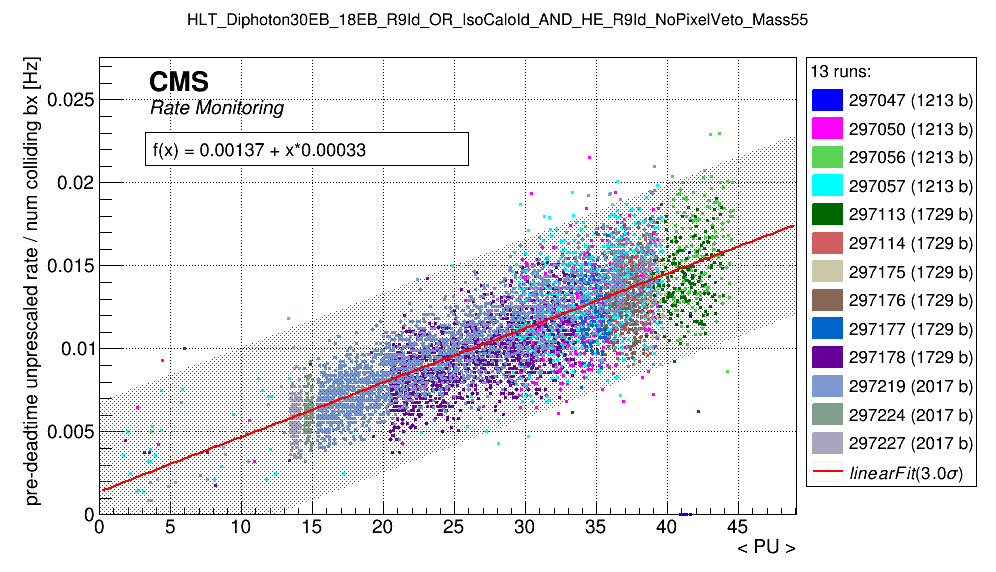 HLT_Diphoton30EB_18EB_R9Id_OR_IsoCaloId_AND_HE_R9Id_NoPixelVeto_Mass55
pre-deadtime unprescaled rate / num colliding bx [Hz]
CMS
Rate Monitoring
f(x) = 0.00137 + x*0.00033
0.025
0.02
0.015
0.01
0.005
0
0 5 10 15 20 25 30 35 40 45
< PU >
13 runs:
297047 (1213 b)
297050 (1213 b)
297056 (1213 b)
297057 (1213 b)
297113 (1729 b)
297114 (1729 b)
297175 (1729 b)
297176 (1729 b)
297177 (1729 b)
297178 (1729 b)
297219 (2017 b)
297224 (2017 b)
297227 (2017 b)
linearFit(3.0σ)